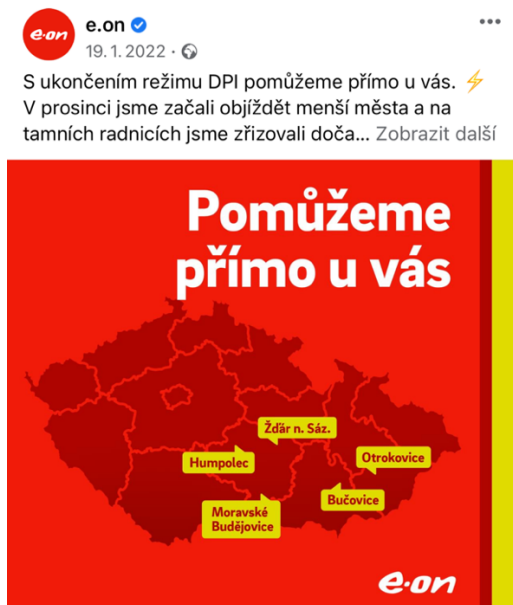 e.on
e.on
19. 1. 2022 ·
S ukončením režimu DPI pomůžeme přímo u vás. ⚡
V prosinci jsme začali objíždět menší města a na
tamních radnicích jsme zřizovali doča... Zobrazit další
Pomůžeme
přímo u vás
Žďár n. Sáz.
Humpolec
Otrokovice
Bučovice
Moravské
Budějovice
e.on